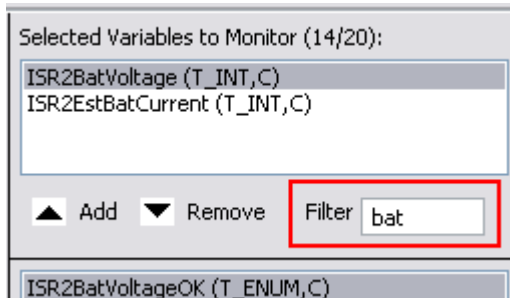 Selected Variables to Monitor (14/20):
ISR2BatVoltage (T_INT,C)
ISR2EstBatCurrent (T_INT,C)
Add Remove Filter bat
ISR2BatVoltageOK (T_ENUM,C)